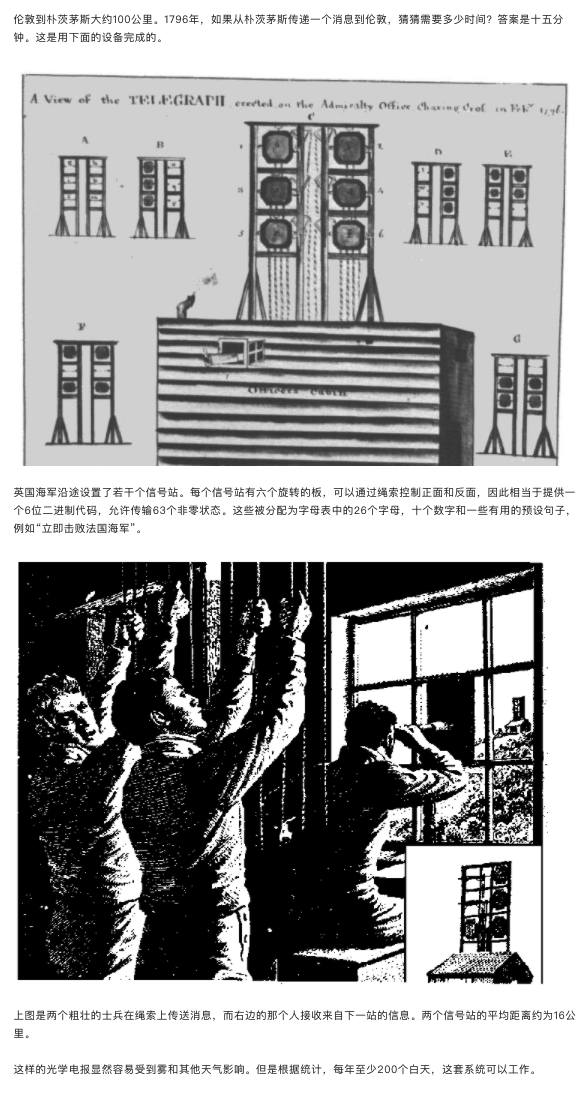 伦敦到朴茨茅斯大约100公里。1796年，如果从朴茨茅斯传递一个消息到伦敦，猜猜需要多少时间？答案是十五分
钟。这是用下面的设备完成的。
A View of the TELEGRAPH erected on the Admiralty Office Charing Cross in Feby 1796.
A
B
C
D
E
1
2
3
4
5
6
F
G
Officers Cabin
英国海军沿途设置了若干个信号站。每个信号站有六个旋转的板，可以通过绳索控制正面和反面，因此相当于提供一
个6位二进制代码，允许传输63个非零状态。这些被分配为字母表中的26个字母，十个数字和一些有用的预设句子，
例如“立即击败法国海军”。
上图是两个粗壮的士兵在绳索上传送消息，而右边的那个人接收来自下一站的信息。两个信号站的平均距离约为16公
里。
这样的光学电报显然容易受到雾和其他天气影响。但是根据统计，每年至少200个白天，这套系统可以工作。